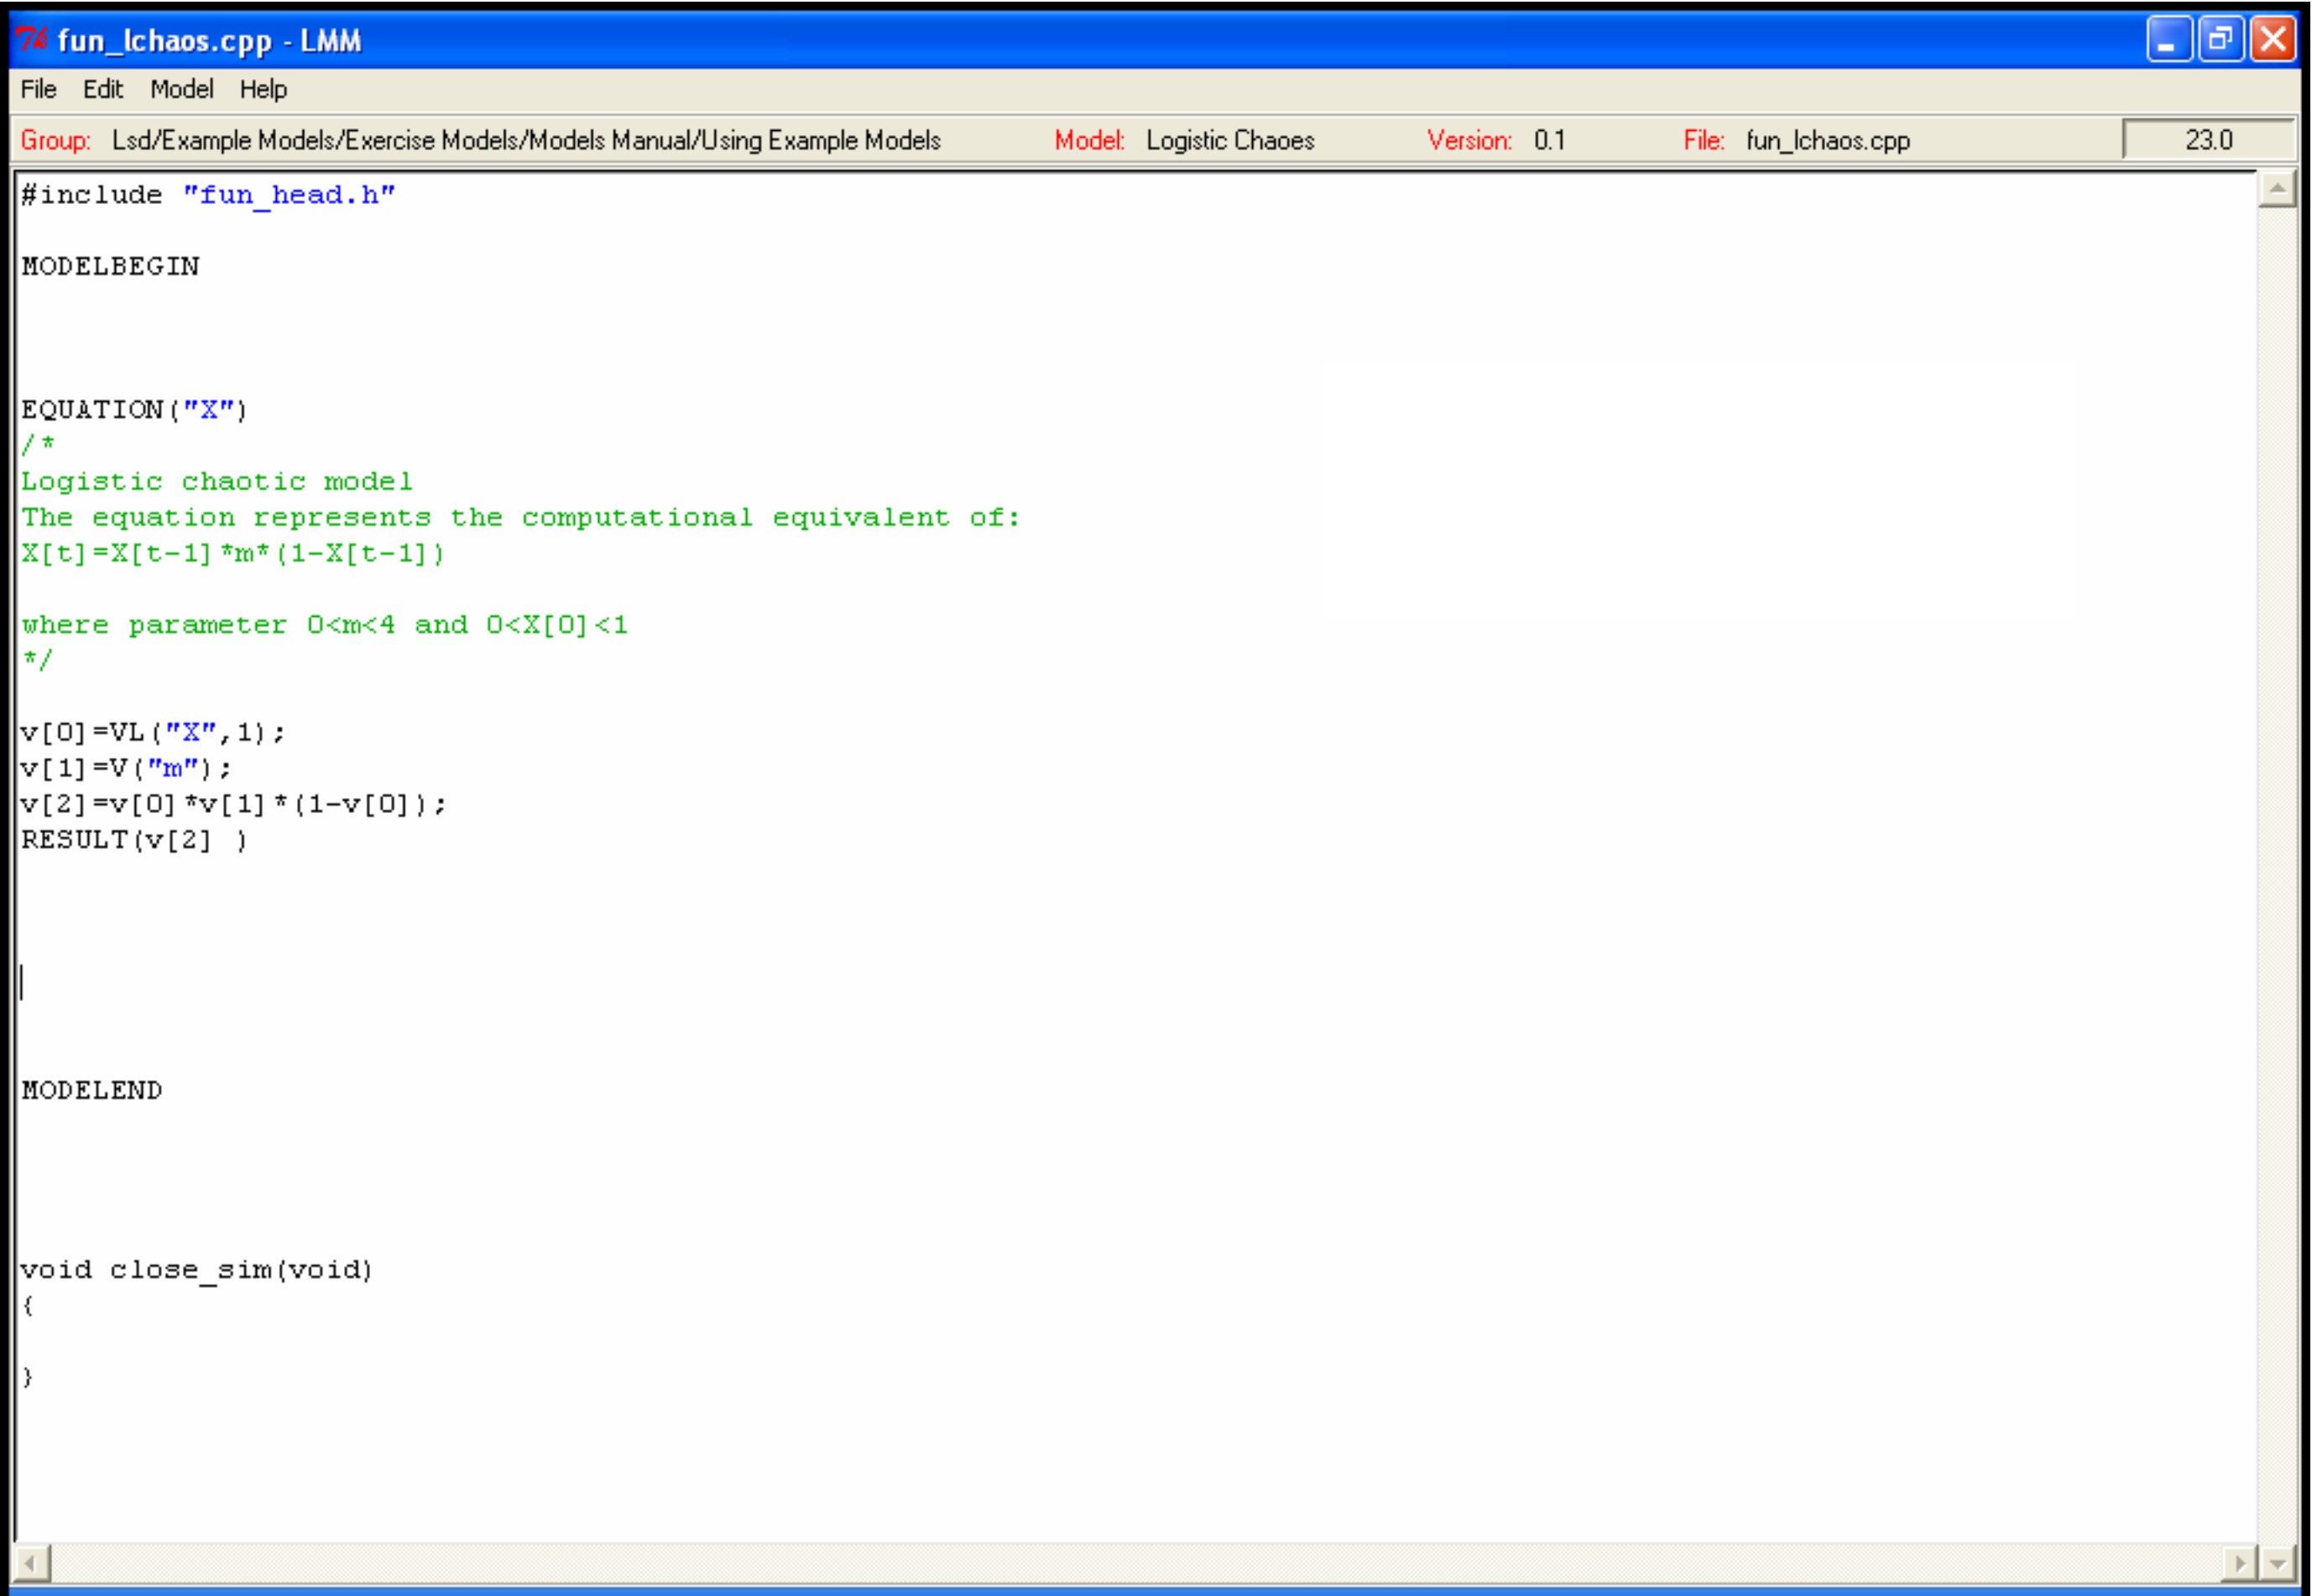 fun_lchaos.cpp - LMM
File Edit Model Help
Group: Lsd/Example Models/Exercise Models/Models Manual/Using Example Models Model: Logistic Chaoes Version: 0.1 File: fun_lchaos.cpp 23.0
#include "fun_head.h"
MODELBEGIN
EQUATION("X")
/*
Logistic chaotic model
The equation represents the computational equivalent of:
X[t]=X[t-1]*m*(1-X[t-1])
where parameter 0<m<4 and 0<X[0]<1
*/
v[0]=VL("X",1);
v[1]=V("m");
v[2]=v[0]*v[1]*(1-v[0]);
RESULT(v[2] )
MODELEND
void close_sim(void)
{
}